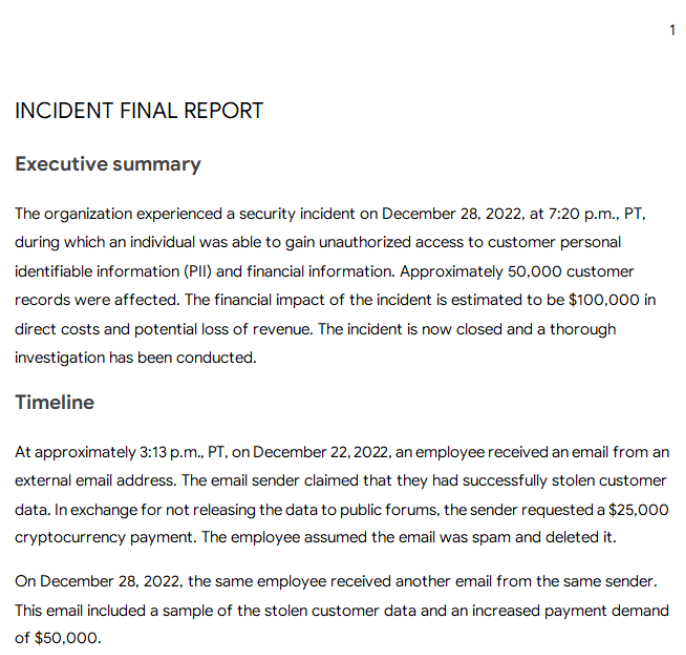 1
INCIDENT FINAL REPORT
Executive summary
The organization experienced a security incident on December 28, 2022, at 7:20 p.m., PT,
during which an individual was able to gain unauthorized access to customer personal
identifiable information (PII) and financial information. Approximately 50,000 customer
records were affected. The financial impact of the incident is estimated to be $100,000 in
direct costs and potential loss of revenue. The incident is now closed and a thorough
investigation has been conducted.
Timeline
At approximately 3:13 p.m., PT, on December 22, 2022, an employee received an email from an
external email address. The email sender claimed that they had successfully stolen customer
data. In exchange for not releasing the data to public forums, the sender requested a $25,000
cryptocurrency payment. The employee assumed the email was spam and deleted it.
On December 28, 2022, the same employee received another email from the same sender.
This email included a sample of the stolen customer data and an increased payment demand
of $50,000.